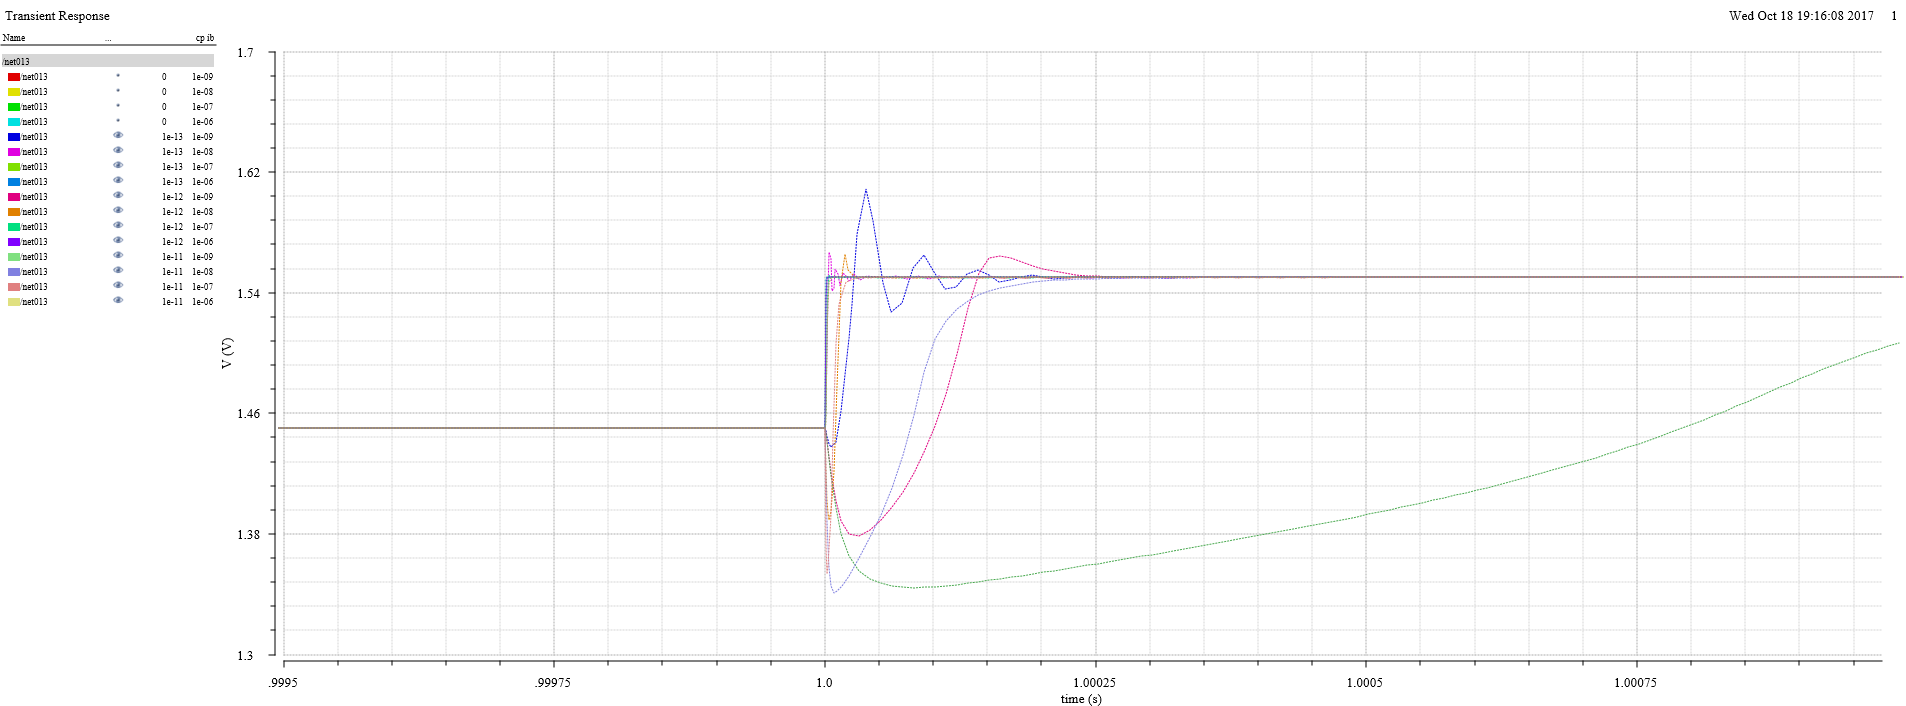 Transient Response
Wed Oct 18 19:16:08 2017 1
Name ... cp ib
/net013
/net013 * 0 1e-09
/net013 * 0 1e-08
/net013 * 0 1e-07
/net013 * 0 1e-06
/net013 1e-13 1e-09
/net013 1e-13 1e-08
/net013 1e-13 1e-07
/net013 1e-13 1e-06
/net013 1e-12 1e-09
/net013 1e-12 1e-08
/net013 1e-12 1e-07
/net013 1e-12 1e-06
/net013 1e-11 1e-09
/net013 1e-11 1e-08
/net013 1e-11 1e-07
/net013 1e-11 1e-06
1.7
1.62
1.54
V (V)
1.46
1.38
1.3
.9995 .99975 1.0 1.00025 1.0005 1.00075
time (s)